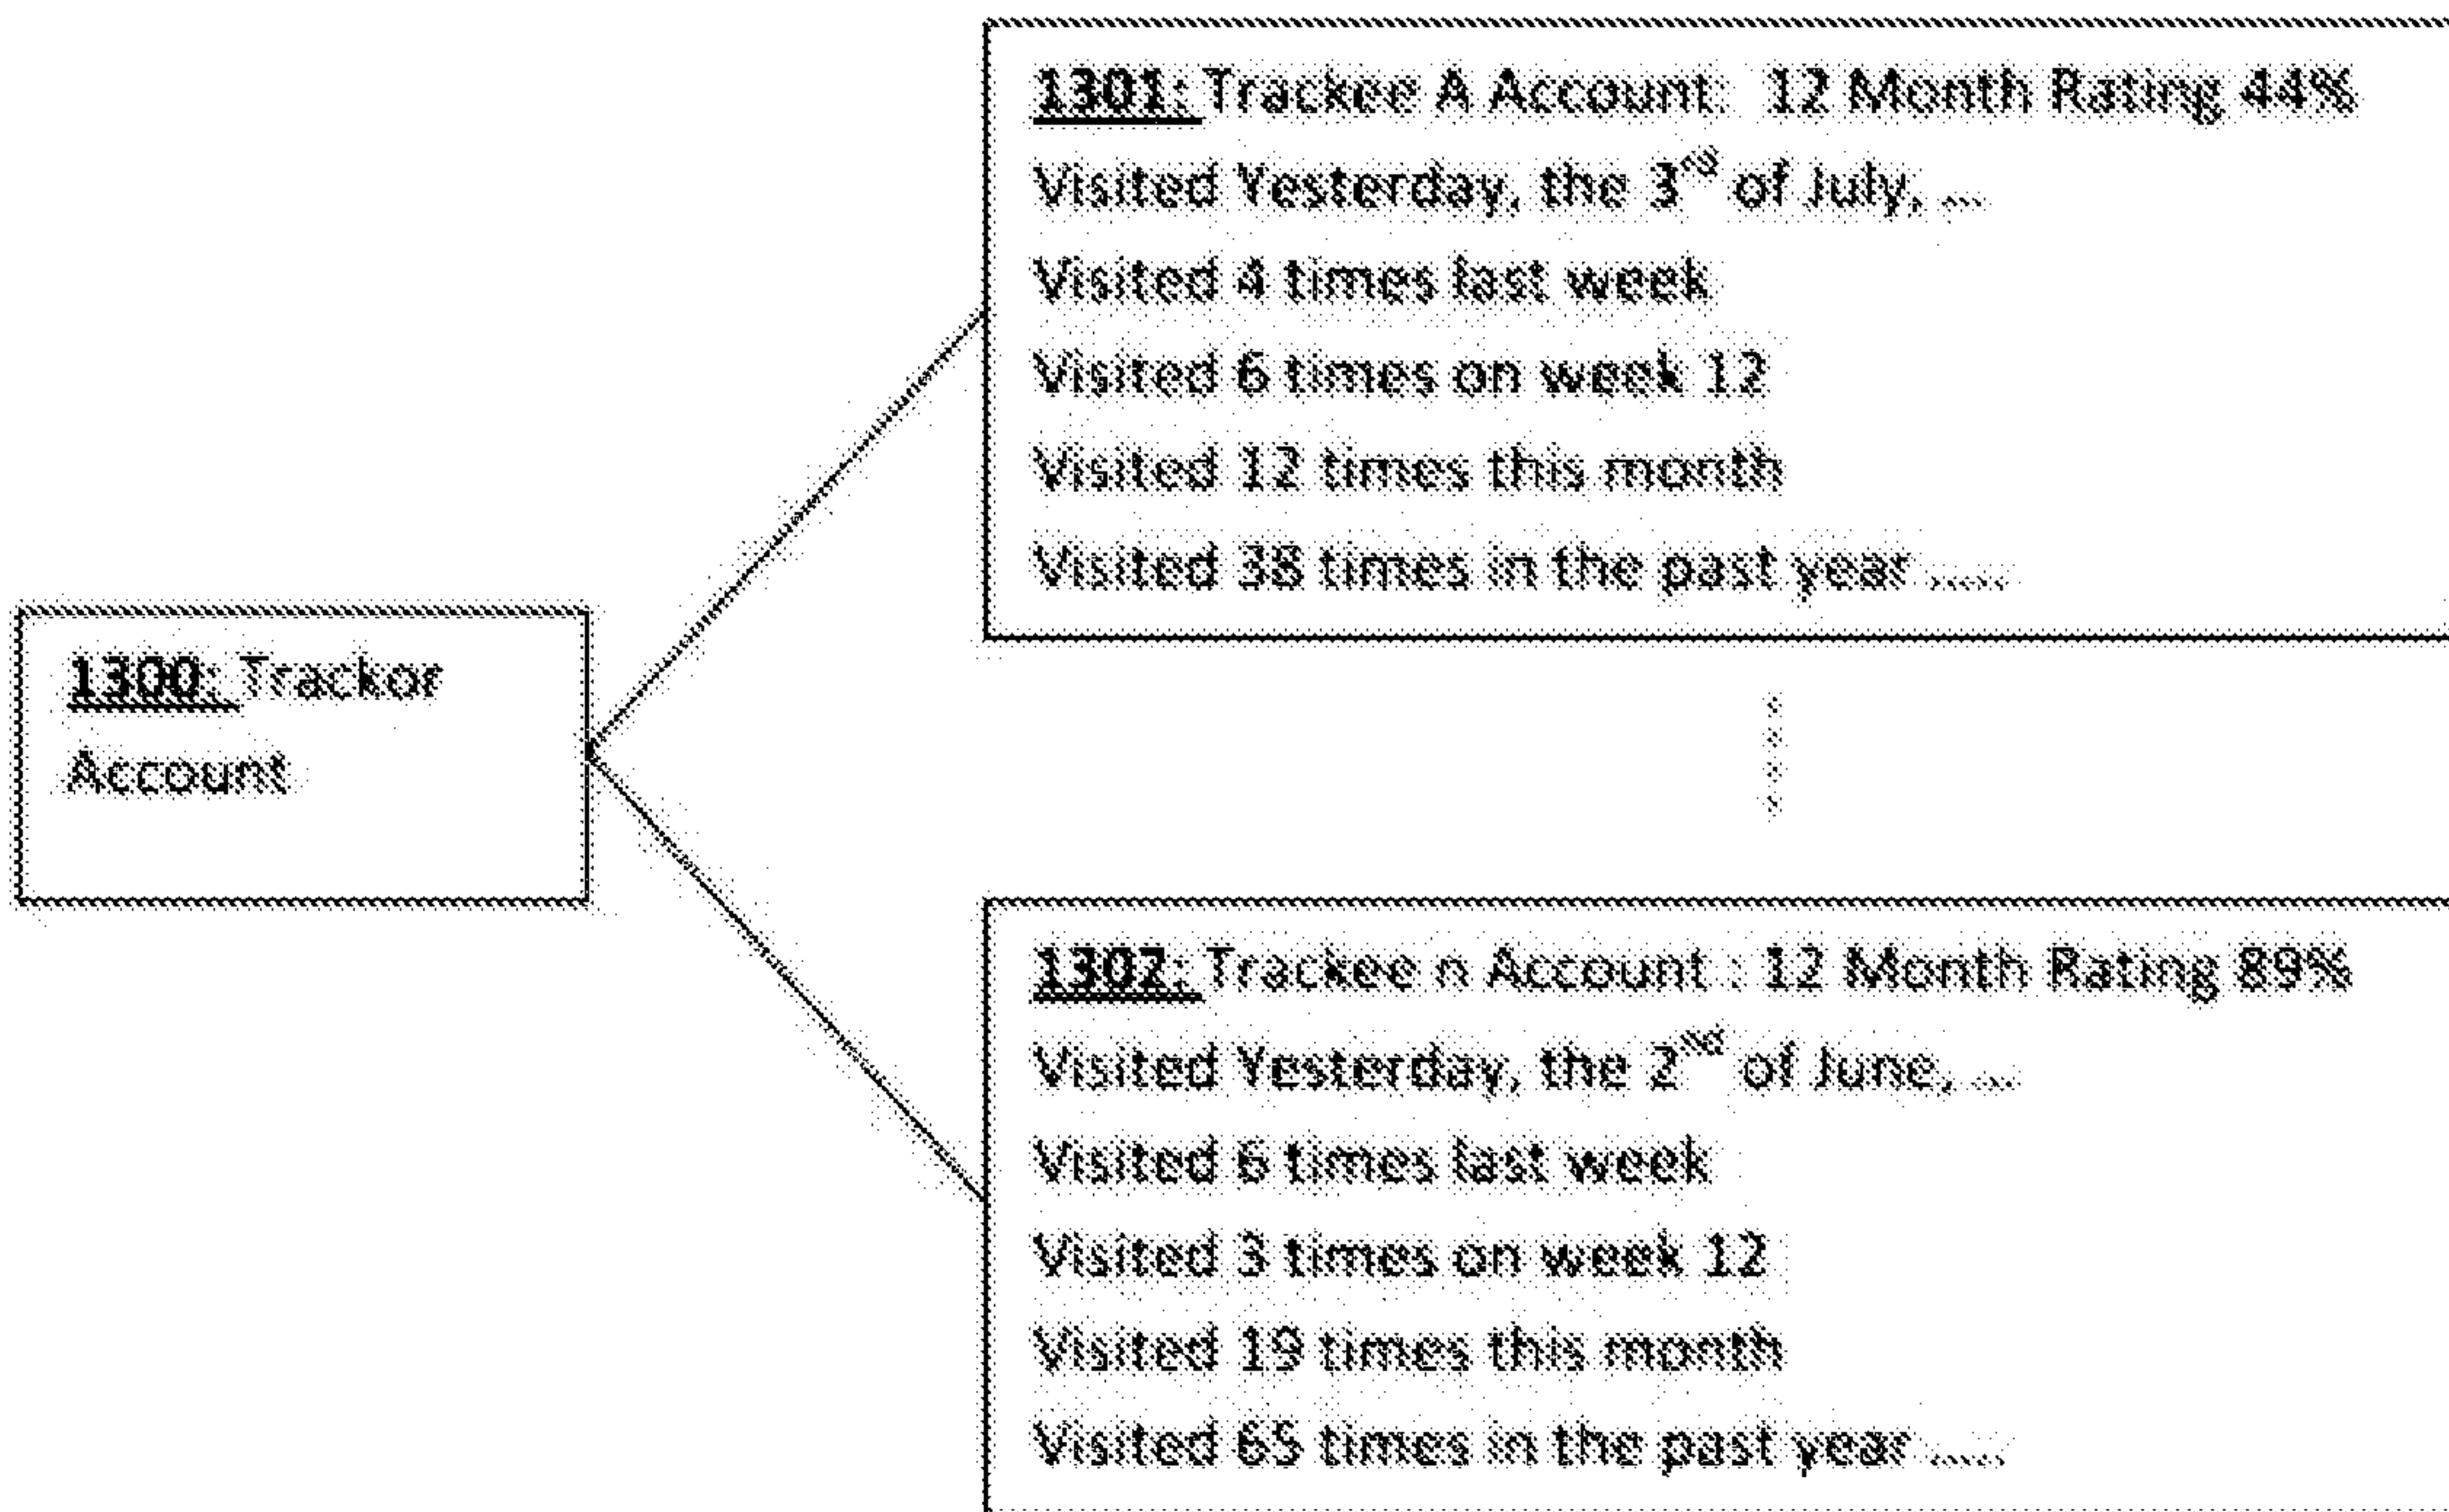 1301: Trackee A Account: 12 Month Rating 44%
Visited Yesterday, the 3rd of July, ...
Visited 4 times last week
Visited 6 times on week 12
Visited 12 times this month
Visited 38 times in the past year .....
1300: Trackor
Account
1302: Trackee n Account : 12 Month Rating 89%
Visited Yesterday, the 2nd of June, ...
Visited 6 times last week
Visited 3 times on week 12
Visited 19 times this month
Visited 65 times in the past year .....